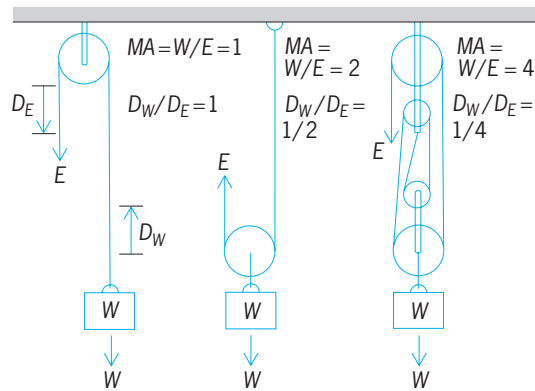 MA=W/E=1
D_W/D_E=1
D_E
E
D_W
W
W
MA=
W/E=2
D_W/D_E=
1/2
E
W
W
MA=
W/E=4
D_W/D_E=
1/4
E
W
W